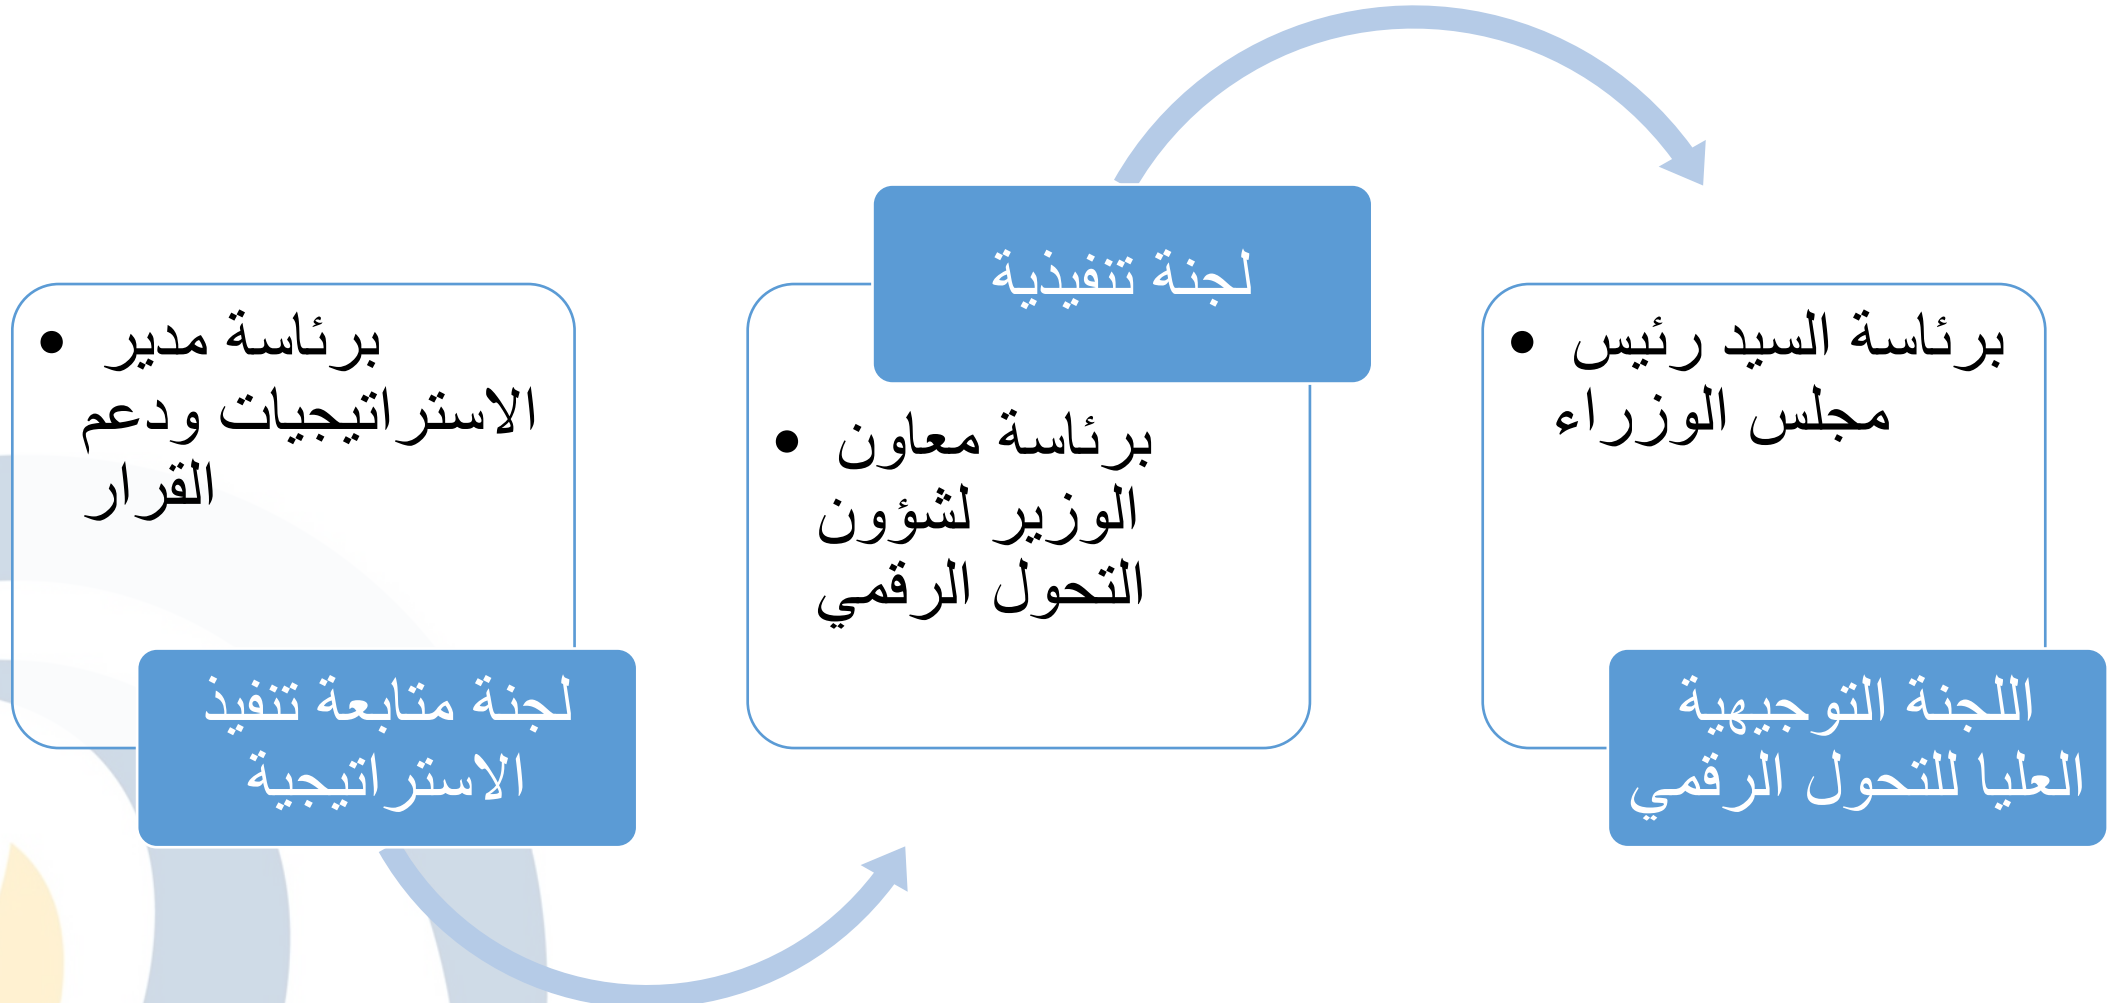 برئاسة مدير
الاستراتيجيات ودعم
القرار
لجنة متابعة تنفيذ
الاستراتيجية
لجنة تنفيذية
برئاسة معاون
الوزير لشؤون
التحول الرقمي
برئاسة السيد رئيس
مجلس الوزراء
اللجنة التوجيهية
العليا للتحول الرقمي